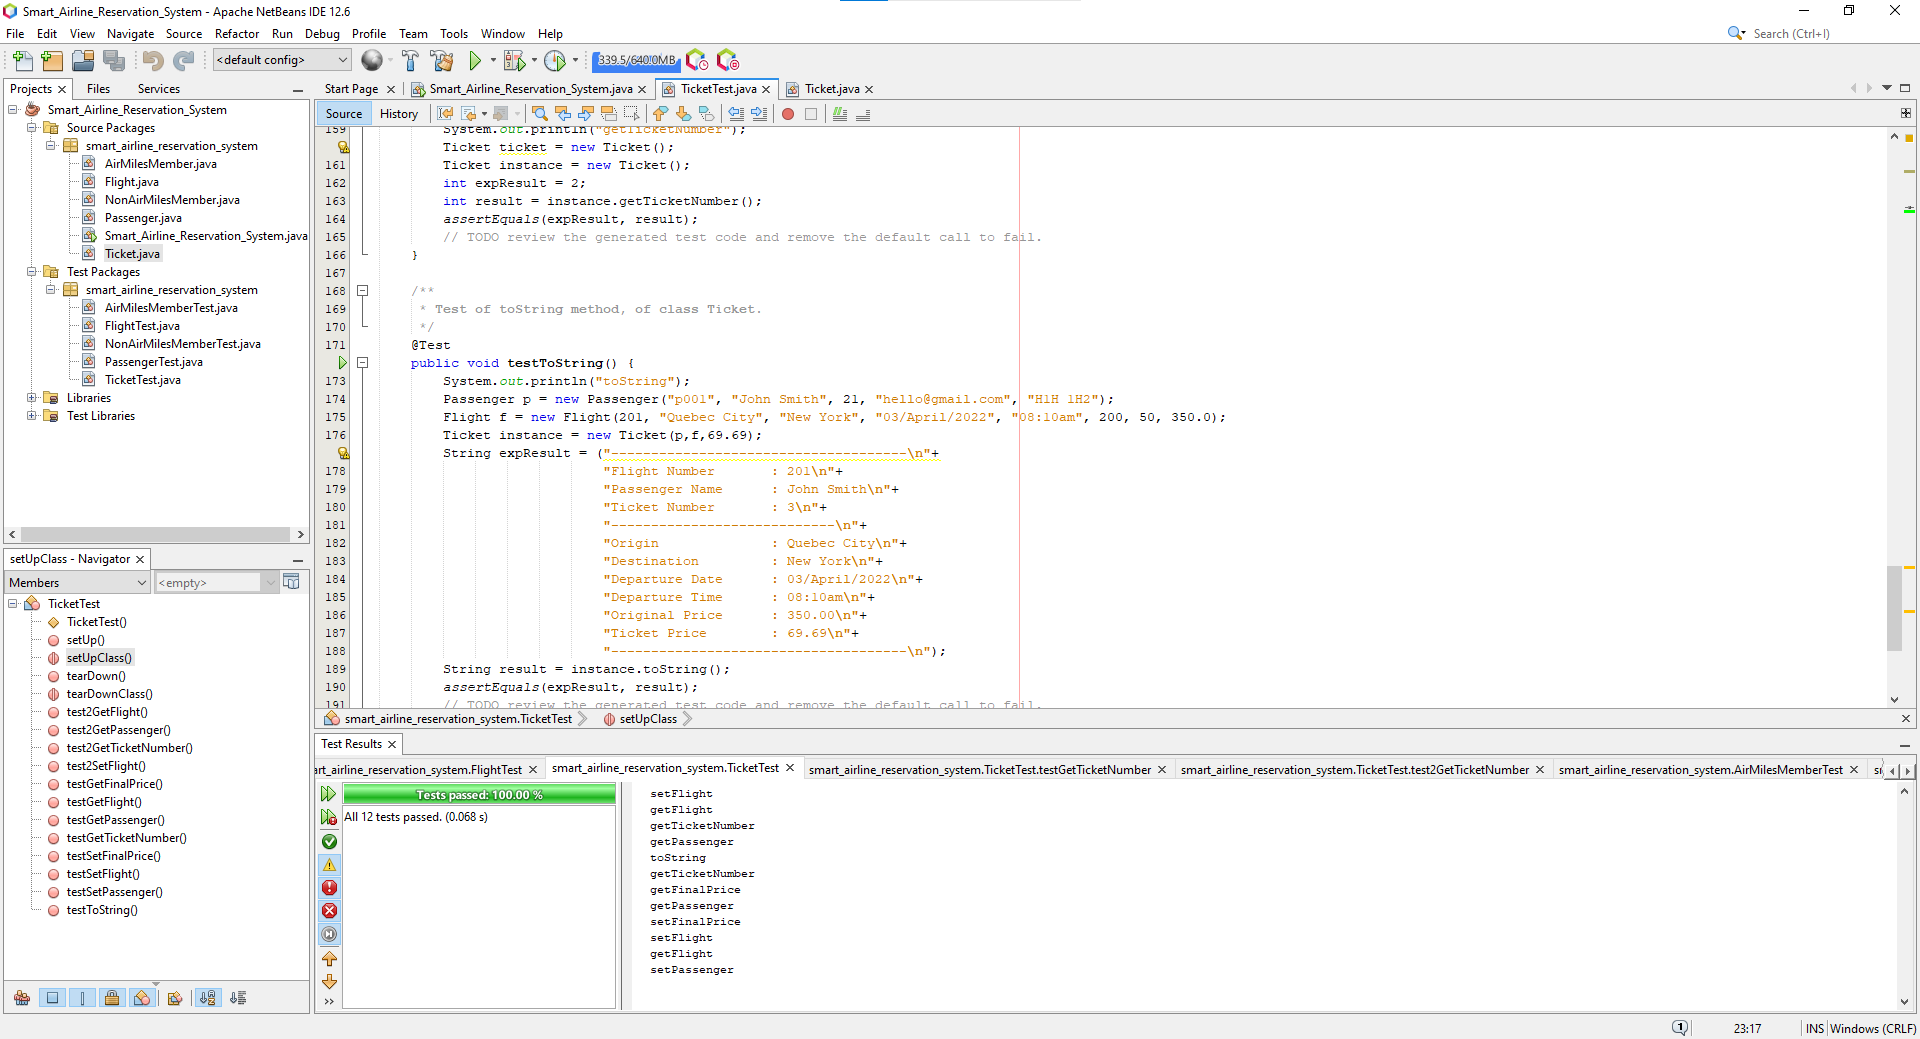 Smart_Airline_Reservation_System - Apache NetBeans IDE 12.6
File Edit View Navigate Source Refactor Run Debug Profile Team Tools Window Help
Search (Ctrl+I)
<default config>
339.5/640.0MB
Projects Files Services
Smart_Airline_Reservation_System
Source Packages
smart_airline_reservation_system
AirMilesMember.java
Flight.java
NonAirMilesMember.java
Passenger.java
Smart_Airline_Reservation_System.java
Ticket.java
Test Packages
smart_airline_reservation_system
AirMilesMemberTest.java
FlightTest.java
NonAirMilesMemberTest.java
PassengerTest.java
TicketTest.java
Libraries
Test Libraries
setUpClass - Navigator
Members <empty>
TicketTest
TicketTest()
setUp()
setUpClass()
tearDown()
tearDownClass()
test2GetFlight()
test2GetPassenger()
test2GetTicketNumber()
test2SetFlight()
testGetFinalPrice()
testGetFlight()
testGetPassenger()
testGetTicketNumber()
testSetFinalPrice()
testSetFlight()
testSetPassenger()
testToString()
Start Page Smart_Airline_Reservation_System.java TicketTest.java Ticket.java
Source History
159 System.out.println("getTicketNumber");
Ticket ticket = new Ticket();
161 Ticket instance = new Ticket();
162 int expResult = 2;
163 int result = instance.getTicketNumber();
164 assertEquals(expResult, result);
165 // TODO review the generated test code and remove the default call to fail.
166 }
167
168 /**
169 * Test of toString method, of class Ticket.
170 */
171 @Test
public void testToString() {
173 System.out.println("toString");
174 Passenger p = new Passenger("p001", "John Smith", 21, "hello@gmail.com", "H1H 1H2");
175 Flight f = new Flight(201, "Quebec City", "New York", "03/April/2022", "08:10am", 200, 50, 350.0);
176 Ticket instance = new Ticket(p,f,69.69);
String expResult = ("-------------------------------------\n"+
178 "Flight Number : 201\n"+
179 "Passenger Name : John Smith\n"+
180 "Ticket Number : 3\n"+
181 "----------------------------\n"+
182 "Origin : Quebec City\n"+
183 "Destination : New York\n"+
184 "Departure Date : 03/April/2022\n"+
185 "Departure Time : 08:10am\n"+
186 "Original Price : 350.00\n"+
187 "Ticket Price : 69.69\n"+
188 "-------------------------------------\n");
189 String result = instance.toString();
190 assertEquals(expResult, result);
191 // TODO review the generated test code and remove the default call to fail.
smart_airline_reservation_system.TicketTest setUpClass
Test Results
art_airline_reservation_system.FlightTest smart_airline_reservation_system.TicketTest smart_airline_reservation_system.TicketTest.testGetTicketNumber smart_airline_reservation_system.TicketTest.test2GetTicketNumber smart_airline_reservation_system.AirMilesMemberTest
Tests passed: 100.00 %
All 12 tests passed. (0.068 s)
setFlight
getFlight
getTicketNumber
getPassenger
toString
getTicketNumber
getFinalPrice
getPassenger
setFinalPrice
setFlight
getFlight
setPassenger
1 23:17 INS Windows (CRLF)